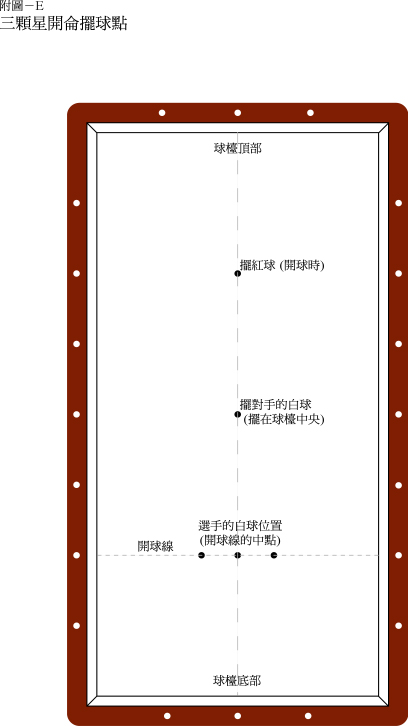 附圖－E
三顆星開侖擺球點
球檯頂部
擺紅球 (開球時)
擺對手的白球
(擺在球檯中央)
選手的白球位置
(開球線的中點)
開球線
球檯底部